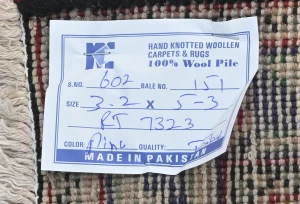 HAND KNOTTED WOOLLEN
CARPETS & RUGS
100% Wool Pile
S.NO. 602 BALE NO. 151
SIZE 3-2 X 5-3
RT 7323
COLOR: Pink QUALITY:
MADE IN PAKISTAN